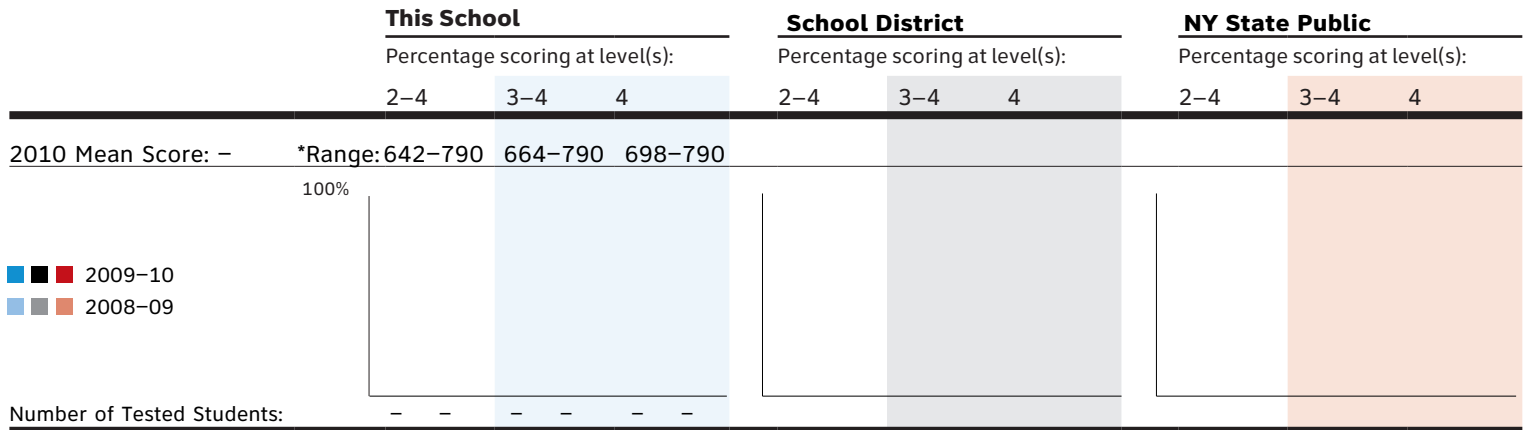 This School School District NY State Public
Percentage scoring at level(s): Percentage scoring at level(s): Percentage scoring at level(s):
2–4 3–4 4 2–4 3–4 4 2–4 3–4 4
2010 Mean Score: – *Range: 642–790 664–790 698–790
100%
2009–10
2008–09
Number of Tested Students: – – – – – –